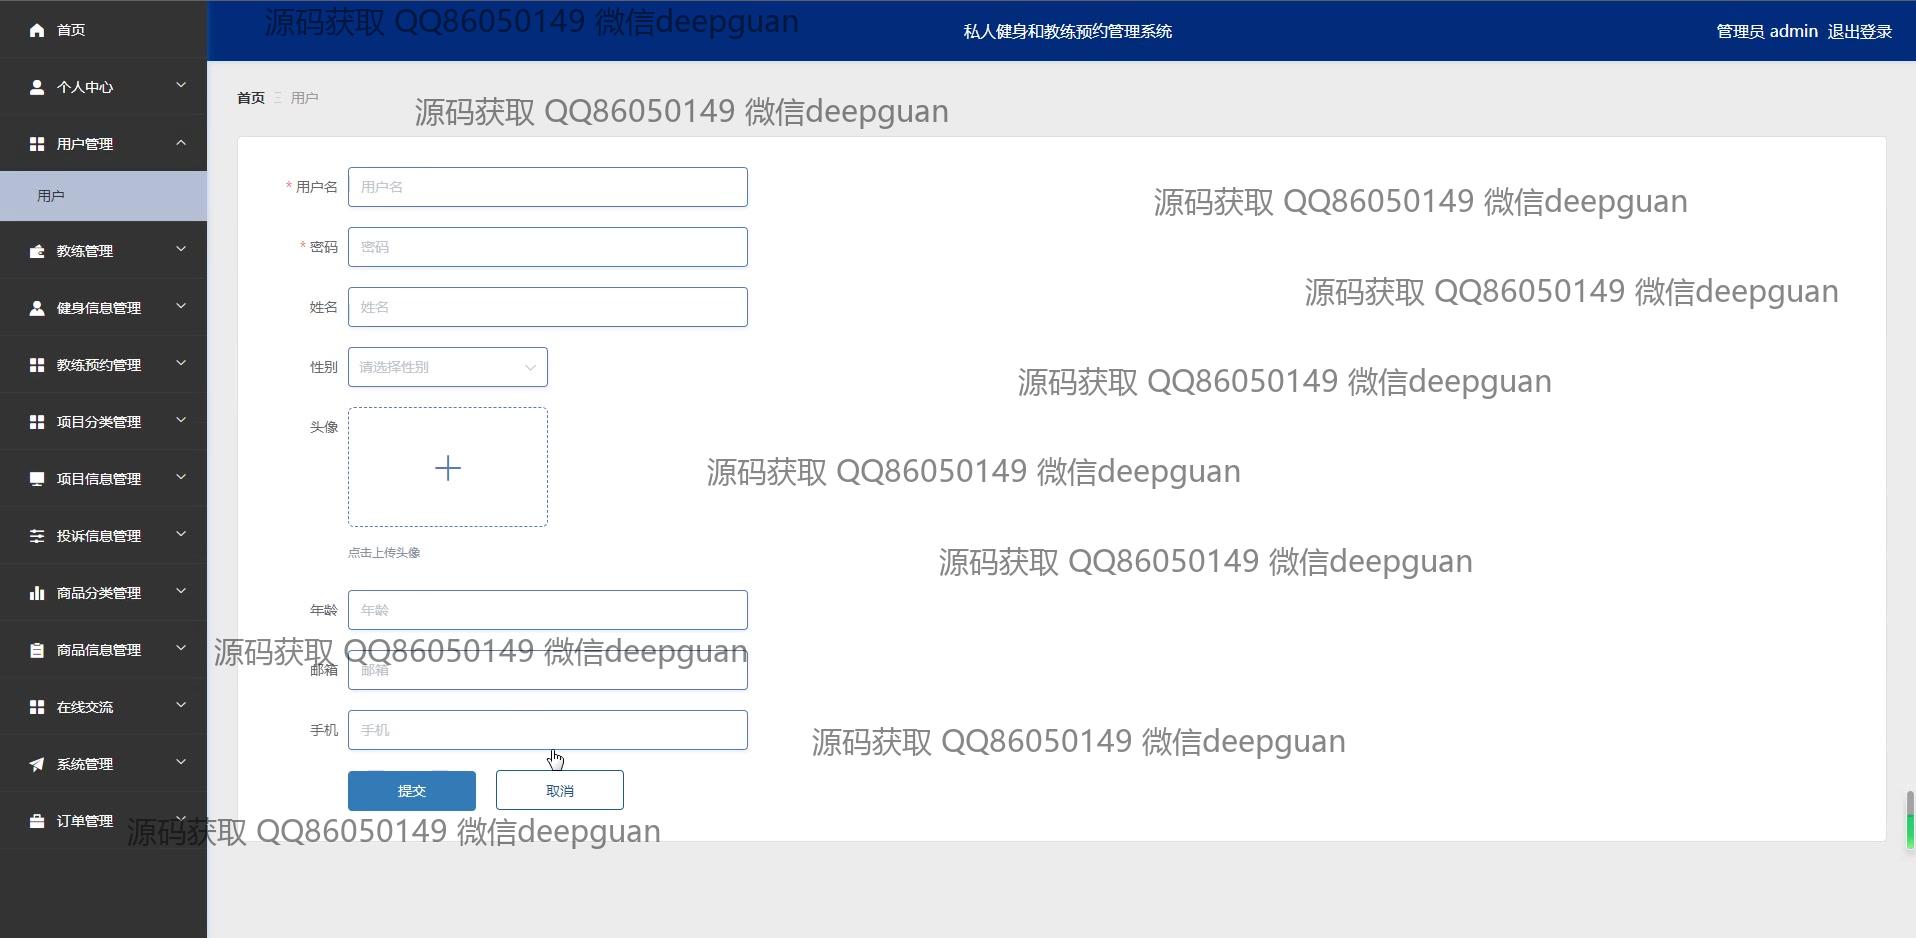 源码获取 QQ86050149 微信deepguan
私人健身和教练预约管理系统
管理员 admin 退出登录
首页
个人中心
用户管理
用户
教练管理
健身信息管理
教练预约管理
项目分类管理
项目信息管理
投诉信息管理
商品分类管理
商品信息管理
在线交流
系统管理
订单管理
首页 用户
源码获取 QQ86050149 微信deepguan
* 用户名 用户名
源码获取 QQ86050149 微信deepguan
* 密码 密码
源码获取 QQ86050149 微信deepguan
姓名 姓名
性别 请选择性别
源码获取 QQ86050149 微信deepguan
头像
源码获取 QQ86050149 微信deepguan
点击上传头像
源码获取 QQ86050149 微信deepguan
年龄 年龄
源码获取 QQ86050149 微信deepguan
邮箱 邮箱
手机 手机
源码获取 QQ86050149 微信deepguan
提交 取消
源码获取 QQ86050149 微信deepguan